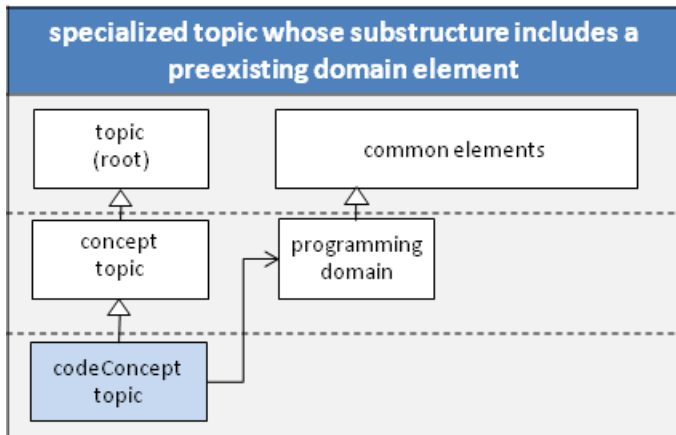 specialized topic whose substructure includes a
preexisting domain element
topic
(root)
common elements
concept
topic
programming
domain
codeConcept
topic